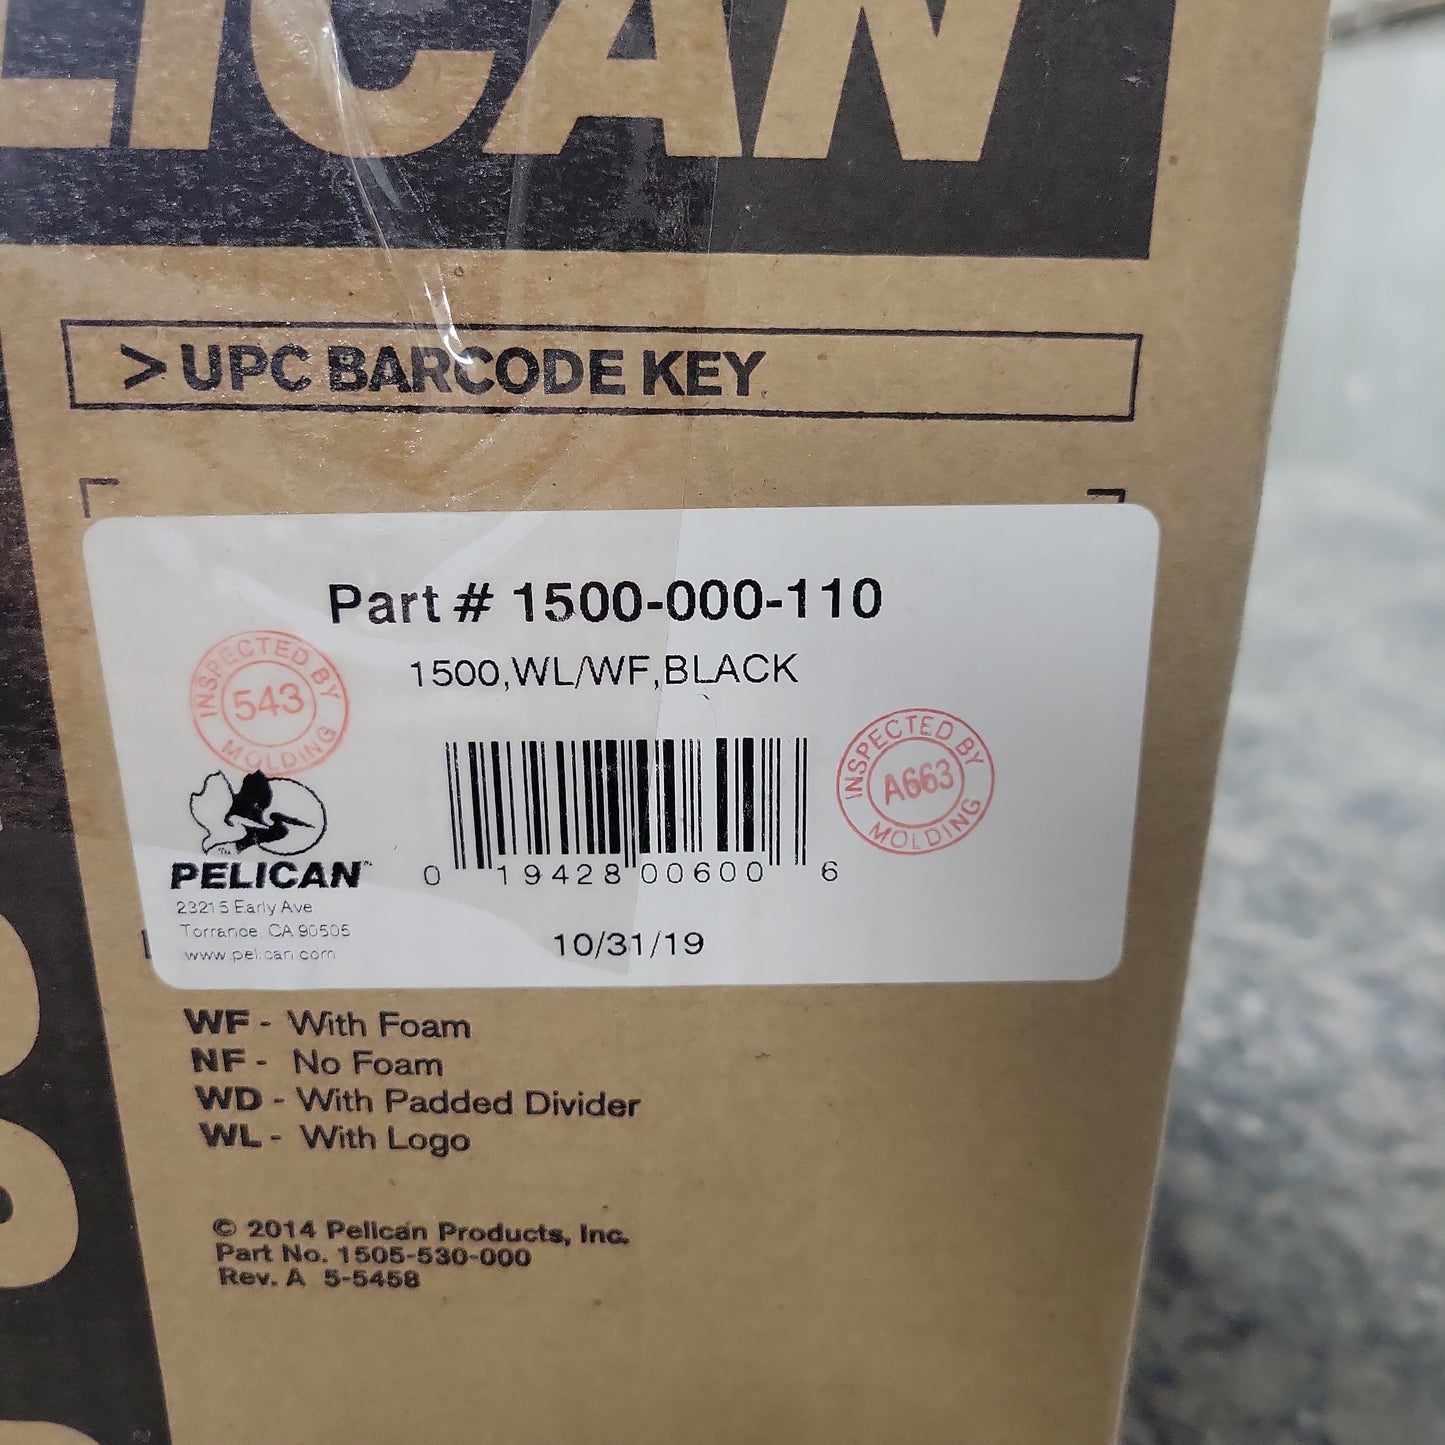 LICAN
>UPC BARCODE KEY
Part # 1500-000-110
1500,WL/WF,BLACK
INSPECTED BY
543
MOLDING
INSPECTED BY
A663
MOLDING
PELICAN™
23215 Early Ave.
Torrance, CA 90505
www.pelican.com
0 19428 00600 6
10/31/19
WF - With Foam
NF - No Foam
WD - With Padded Divider
WL - With Logo
© 2014 Pelican Products, Inc.
Part No. 1505-530-000
Rev. A 5-5458